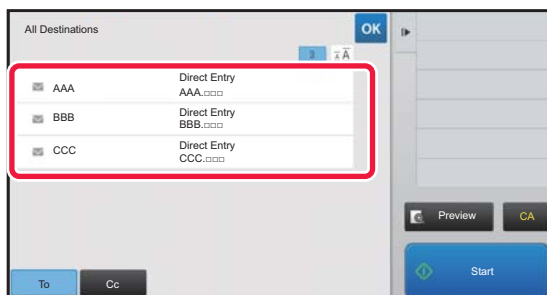 All Destinations
OK
3
A A
AAA
Direct Entry
AAA.□□□
BBB
Direct Entry
BBB.□□□
CCC
Direct Entry
CCC.□□□
Preview
CA
Start
To
Cc